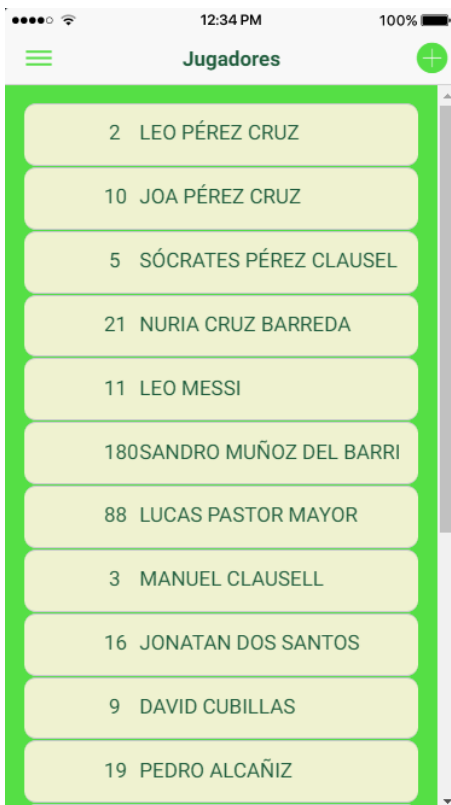 12:34 PM 100%
Jugadores
2 LEO PÉREZ CRUZ
10 JOA PÉREZ CRUZ
5 SÓCRATES PÉREZ CLAUSEL
21 NURIA CRUZ BARREDA
11 LEO MESSI
180SANDRO MUÑOZ DEL BARRI
88 LUCAS PASTOR MAYOR
3 MANUEL CLAUSELL
16 JONATAN DOS SANTOS
9 DAVID CUBILLAS
19 PEDRO ALCAÑIZ